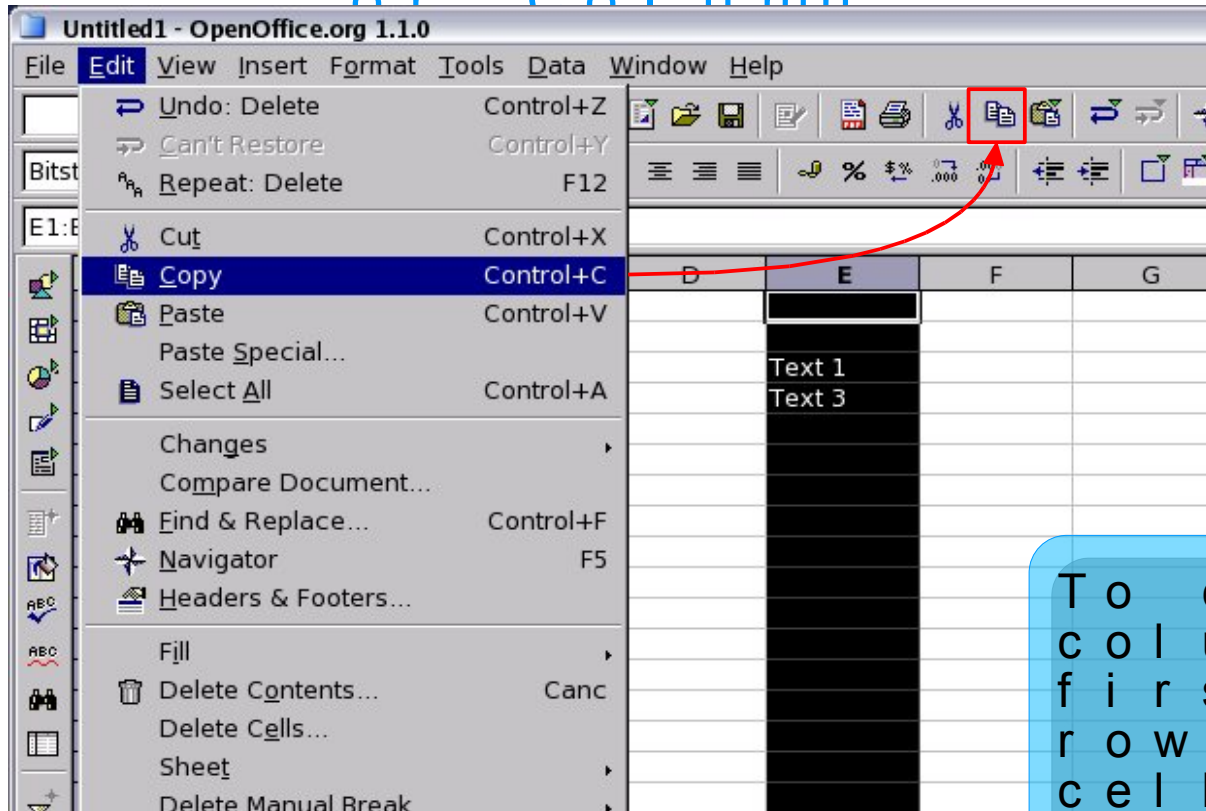 Untitled1 - OpenOffice.org 1.1.0
File Edit View Insert Format Tools Data Window Help
Undo: Delete Control+Z
Can't Restore Control+Y
Bitst
Repeat: Delete F12
E1:E
Cut Control+X
Copy Control+C
D E F G
Paste Control+V
Paste Special...
Text 1
Select All Control+A
Text 3
Changes
Compare Document...
Find & Replace... Control+F
Navigator F5
Headers & Footers...
Fill
Delete Contents... Canc
Delete Cells...
Sheet
Delete Manual Break
To
colu
firs
row
cell